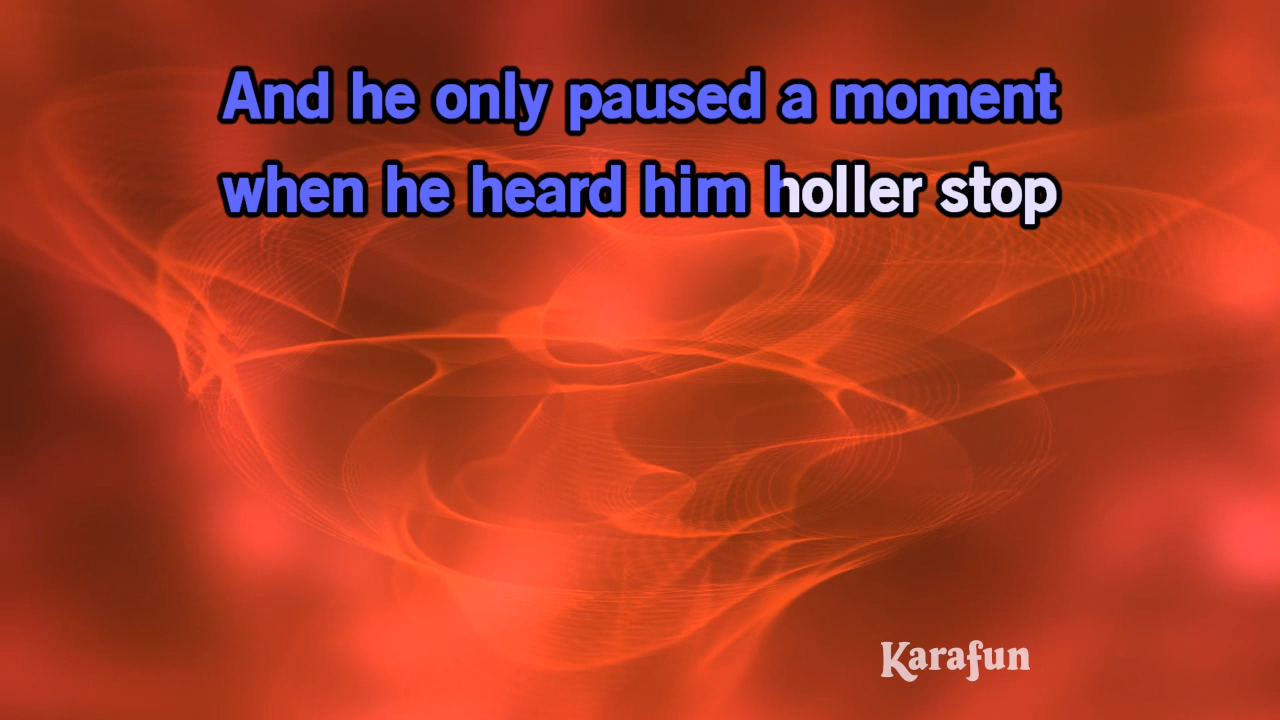 And he only paused a moment
when he heard him holler stop
Karafun